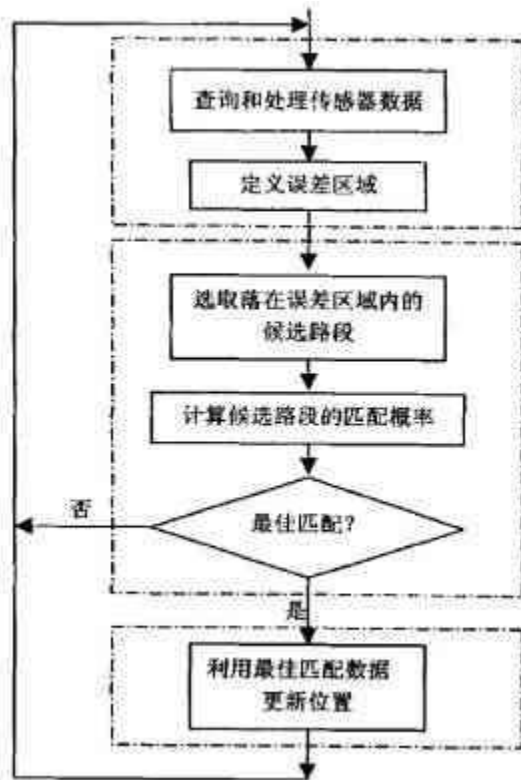 查询和处理传感器数据
定义误差区域
选取落在误差区域内的
候选路段
计算候选路段的匹配概率
否
最佳匹配?
是
利用最佳匹配数据
更新位置